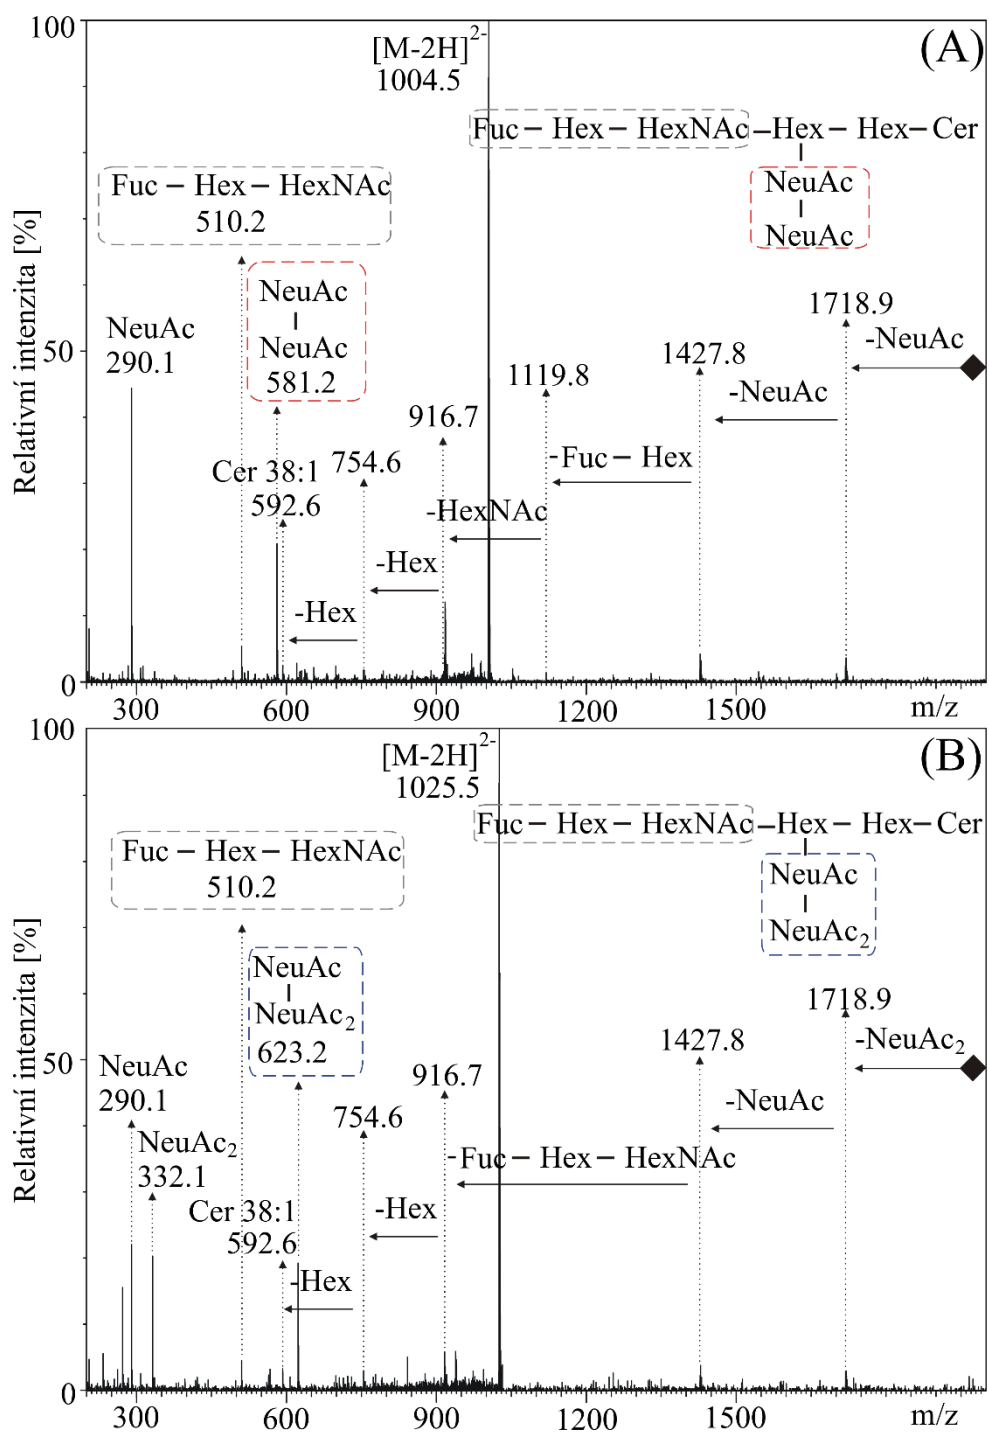 100
[M-2H]2-
1004.5
(A)
Fuc – Hex – HexNAc – Hex – Hex – Cer
NeuAc
NeuAc
Fuc – Hex – HexNAc
510.2
NeuAc
NeuAc
581.2
NeuAc
290.1
1718.9
-NeuAc
1427.8
-NeuAc
1119.8
-Fuc – Hex
916.7
-HexNAc
754.6
-Hex
Cer 38:1
592.6
-Hex
Relativní intenzita [%]
50
0
300 600 900 1200 1500 m/z
100
[M-2H]2-
1025.5
(B)
Fuc – Hex – HexNAc – Hex – Hex – Cer
NeuAc
NeuAc2
Fuc – Hex – HexNAc
510.2
NeuAc
NeuAc2
623.2
1718.9
-NeuAc2
1427.8
-NeuAc
NeuAc
290.1
916.7
754.6
NeuAc2
332.1
-Fuc – Hex – HexNAc
Cer 38:1
592.6
-Hex
-Hex
Relativní intenzita [%]
50
0
300 600 900 1200 1500 m/z